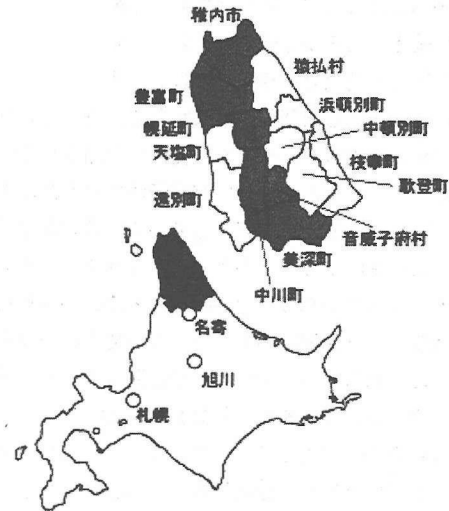 稚内市
猿払村
豊富町
浜頓別町
幌延町
中頓別町
天塩町
枝幸町
歌登町
遠別町
音威子府村
美深町
中川町
名寄
旭川
札幌